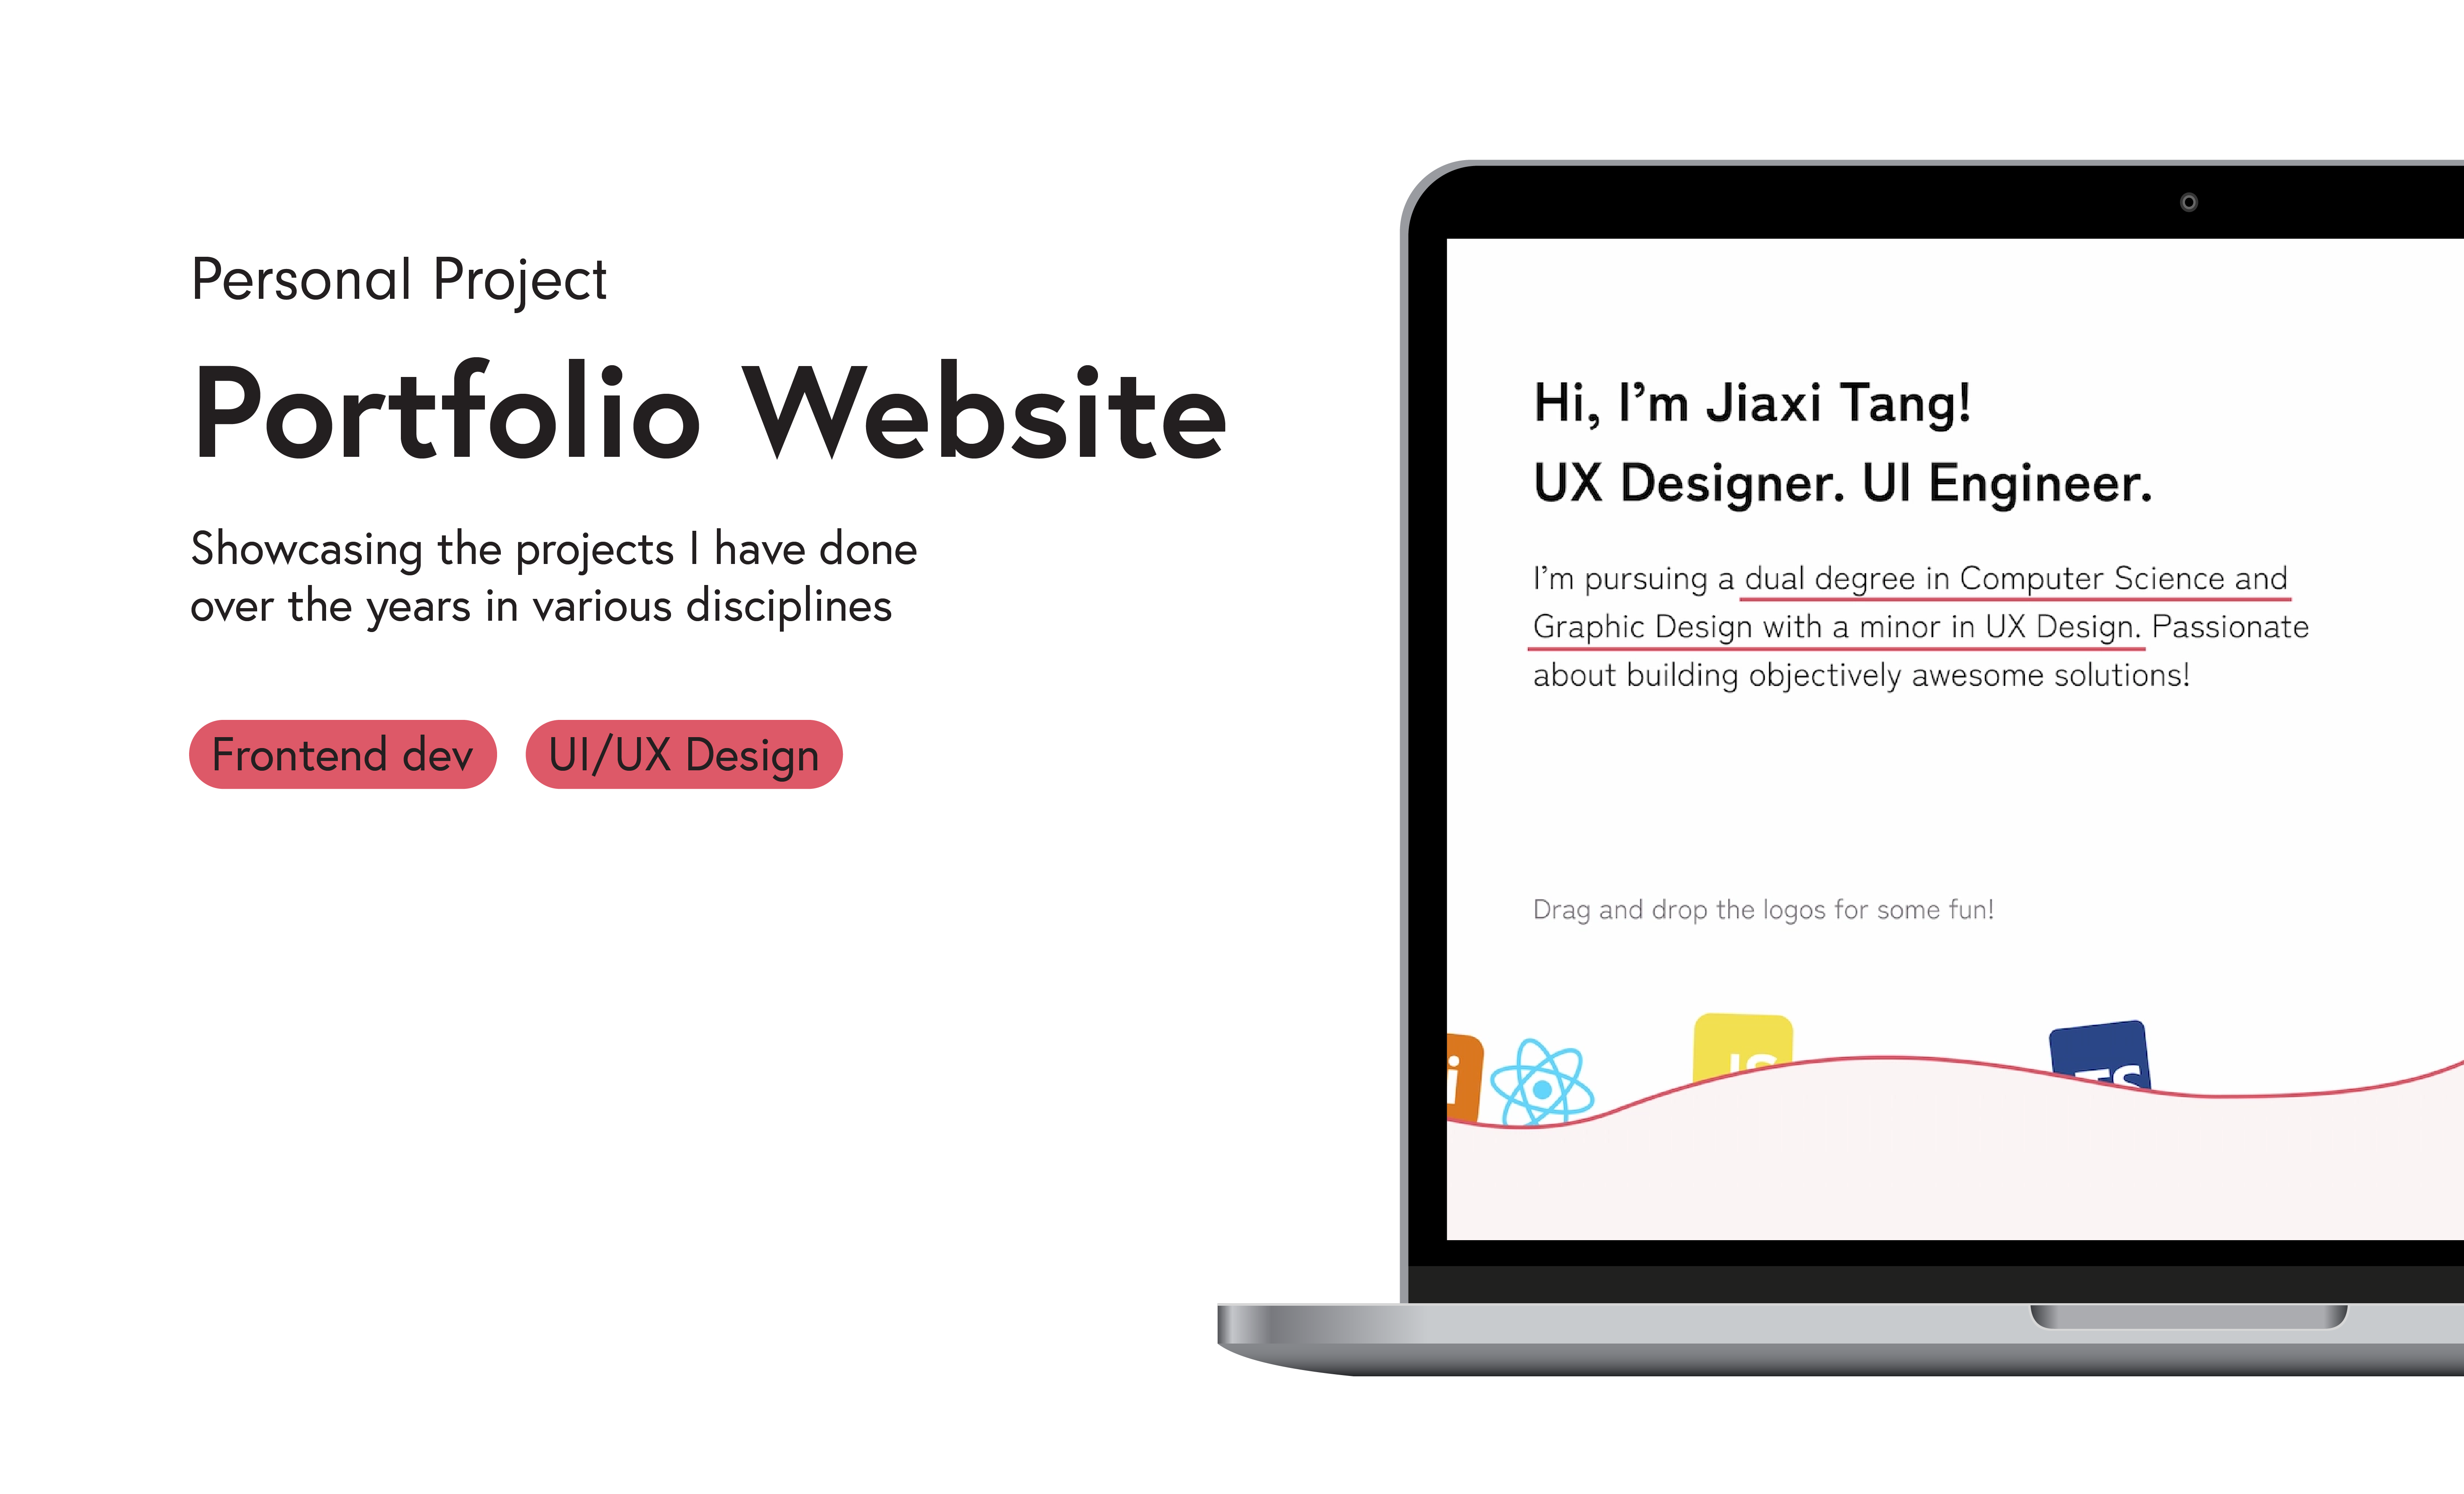 Personal Project
Portfolio Website
Showcasing the projects I have done
over the years in various disciplines
Frontend dev
UI/UX Design
Hi, I’m Jiaxi Tang!
UX Designer. UI Engineer.
I’m pursuing a dual degree in Computer Science and
Graphic Design with a minor in UX Design. Passionate
about building objectively awesome solutions!
Drag and drop the logos for some fun!
i
JS
TS